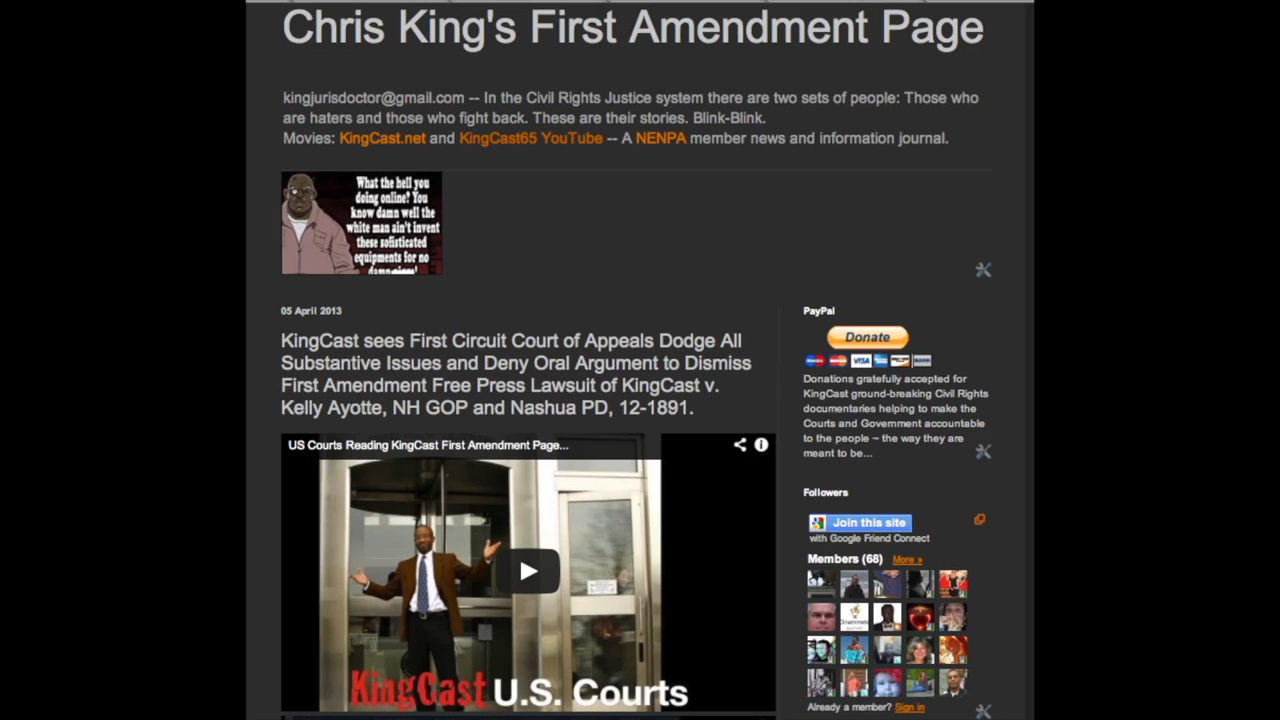 Chris King's First Amendment Page
kingjurisdoctor@gmail.com -- In the Civil Rights Justice system there are two sets of people: Those who
are haters and those who fight back. These are their stories. Blink-Blink.
Movies: KingCast.net and KingCast65 YouTube -- A NENPA member news and information journal.
What the hell you
doing online? You
know damn well the
white man ain't invent
these sofisticated
equipments for no
05 April 2013
KingCast sees First Circuit Court of Appeals Dodge All
Substantive Issues and Deny Oral Argument to Dismiss
First Amendment Free Press Lawsuit of KingCast v.
Kelly Ayotte, NH GOP and Nashua PD, 12-1891.
US Courts Reading KingCast First Amendment Page...
KingCast U.S. Courts
PayPal
Donate
VISA
Donations gratefully accepted for
KingCast ground-breaking Civil Rights
documentaries helping to make the
Courts and Government accountable
to the people ~ the way they are
meant to be...
Followers
Join this site
with Google Friend Connect
Members (68) More »
Already a member? Sign in